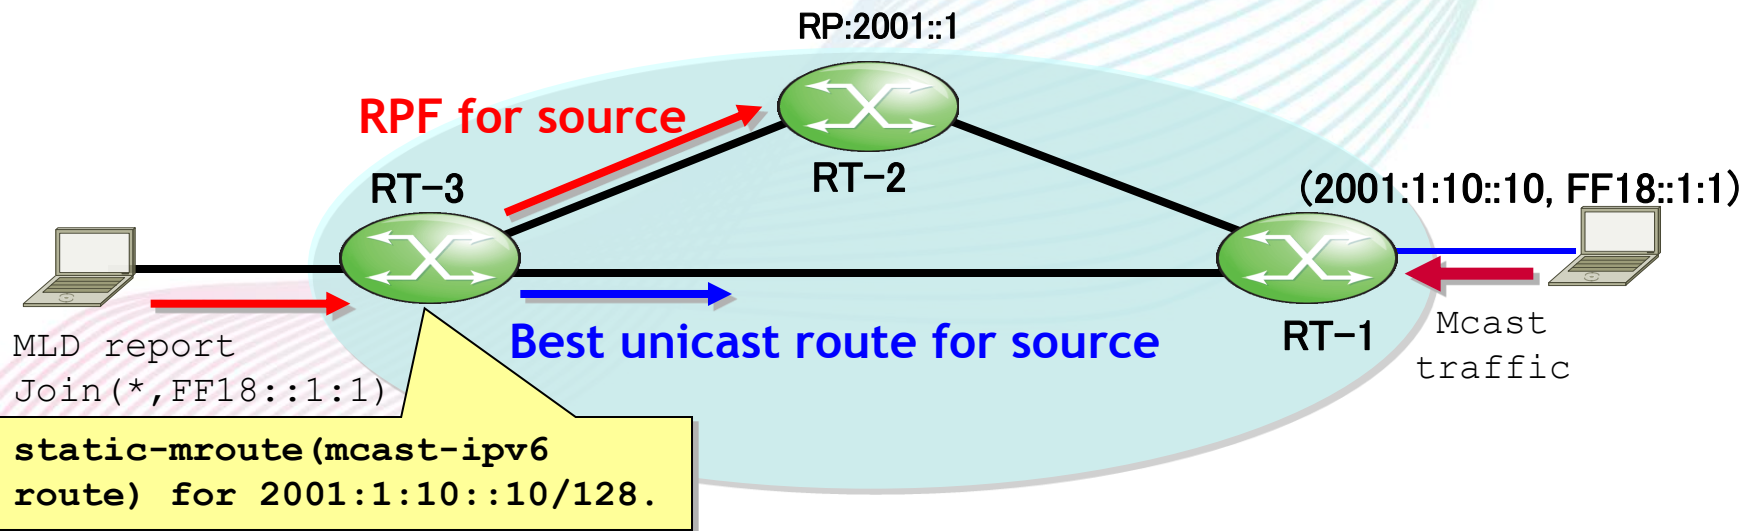 RP:2001::1
RPF for source
RT-2
RT-3
(2001:1:10::10, FF18::1:1)
Best unicast route for source
RT-1
Mcast
traffic
MLD report
Join(*,FF18::1:1)
static-mroute(mcast-ipv6
route) for 2001:1:10::10/128.